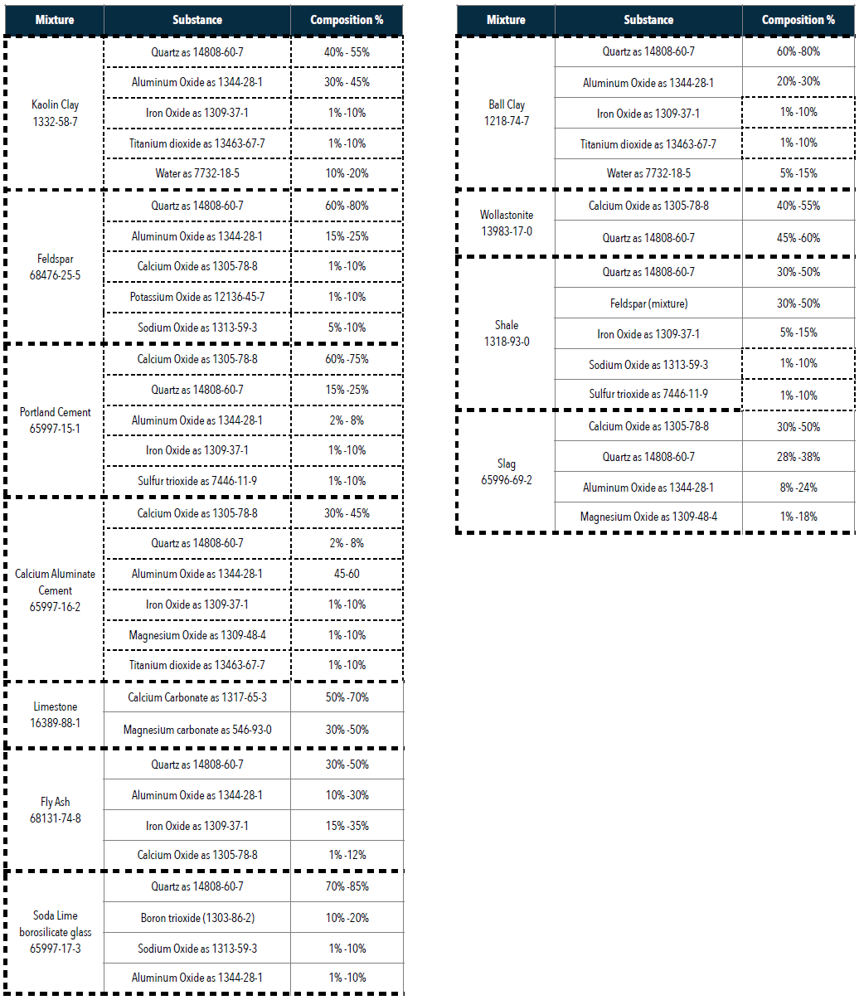 Mixture Substance Composition %
Kaolin Clay
1332-58-7
Quartz as 14808-60-7 40% - 55%
Aluminum Oxide as 1344-28-1 30% - 45%
Iron Oxide as 1309-37-1 1% -10%
Titanium dioxide as 13463-67-7 1% -10%
Water as 7732-18-5 10% -20%
Feldspar
68476-25-5
Quartz as 14808-60-7 60% -80%
Aluminum Oxide as 1344-28-1 15% -25%
Calcium Oxide as 1305-78-8 1% -10%
Potassium Oxide as 12136-45-7 1% -10%
Sodium Oxide as 1313-59-3 5% -10%
Portland Cement
65997-15-1
Calcium Oxide as 1305-78-8 60% -75%
Quartz as 14808-60-7 15% -25%
Aluminum Oxide as 1344-28-1 2% - 8%
Iron Oxide as 1309-37-1 1% -10%
Sulfur trioxide as 7446-11-9 1% -10%
Calcium Aluminate
Cement
65997-16-2
Calcium Oxide as 1305-78-8 30% - 45%
Quartz as 14808-60-7 2% - 8%
Aluminum Oxide as 1344-28-1 45-60
Iron Oxide as 1309-37-1 1% -10%
Magnesium Oxide as 1309-48-4 1% -10%
Titanium dioxide as 13463-67-7 1% -10%
Limestone
16389-88-1
Calcium Carbonate as 1317-65-3 50% -70%
Magnesium carbonate as 546-93-0 30% -50%
Fly Ash
68131-74-8
Quartz as 14808-60-7 30% -50%
Aluminum Oxide as 1344-28-1 10% -30%
Iron Oxide as 1309-37-1 15% -35%
Calcium Oxide as 1305-78-8 1% -12%
Soda Lime
borosilicate glass
65997-17-3
Quartz as 14808-60-7 70% -85%
Boron trioxide (1303-86-2) 10% -20%
Sodium Oxide as 1313-59-3 1% -10%
Aluminum Oxide as 1344-28-1 1% -10%
Mixture Substance Composition %
Ball Clay
1218-74-7
Quartz as 14808-60-7 60% -80%
Aluminum Oxide as 1344-28-1 20% -30%
Iron Oxide as 1309-37-1 1% -10%
Titanium dioxide as 13463-67-7 1% -10%
Water as 7732-18-5 5% -15%
Wollastonite
13983-17-0
Calcium Oxide as 1305-78-8 40% -55%
Quartz as 14808-60-7 45% -60%
Shale
1318-93-0
Quartz as 14808-60-7 30% -50%
Feldspar (mixture) 30% -50%
Iron Oxide as 1309-37-1 5% -15%
Sodium Oxide as 1313-59-3 1% -10%
Sulfur trioxide as 7446-11-9 1% -10%
Slag
65996-69-2
Calcium Oxide as 1305-78-8 30% -50%
Quartz as 14808-60-7 28% -38%
Aluminum Oxide as 1344-28-1 8% -24%
Magnesium Oxide as 1309-48-4 1% -18%